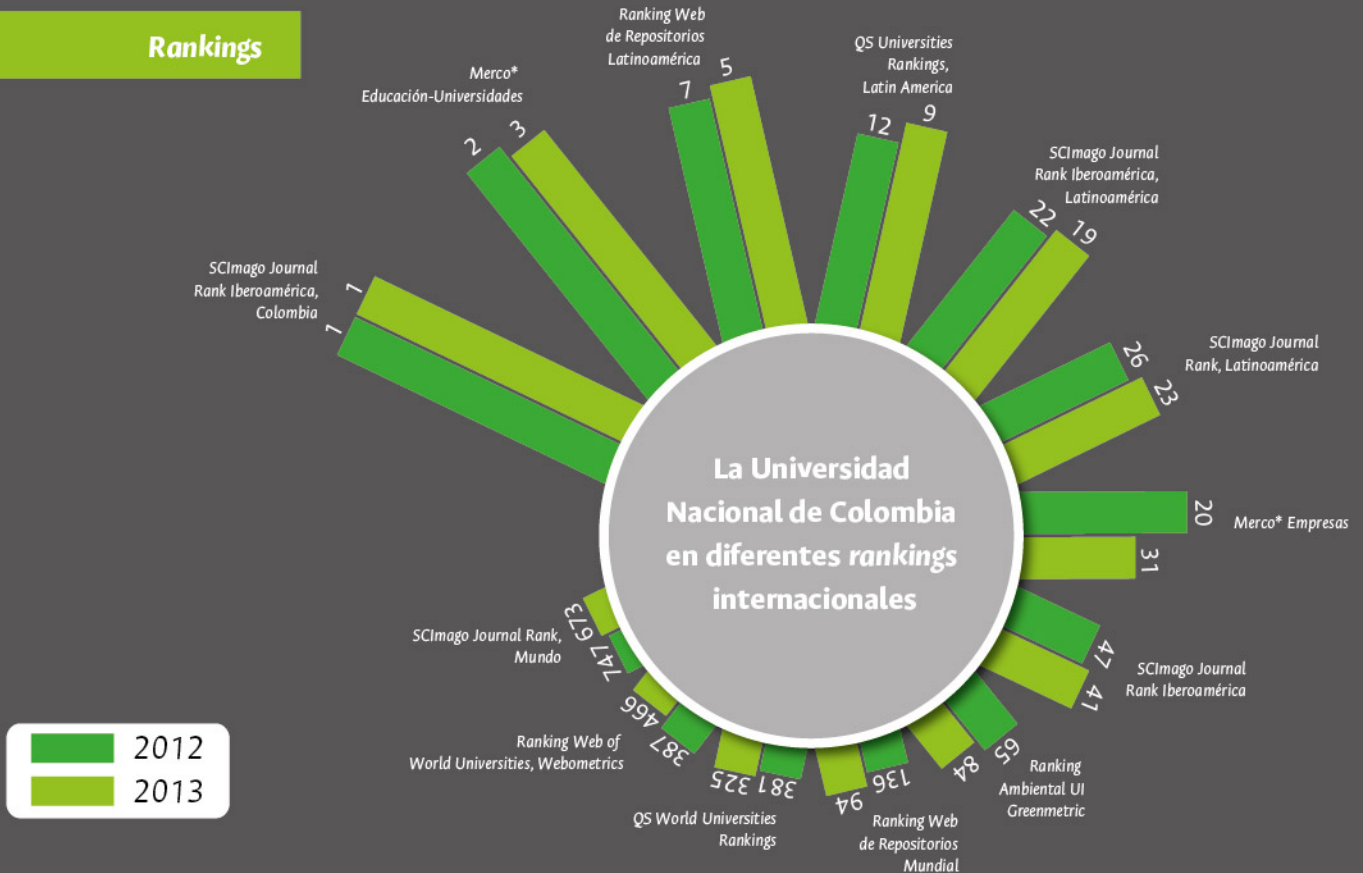 Rankings
Ranking Web
de Repositorios
Latinoamérica
7
5
QS Universities
Rankings,
Latin America
12
9
Merco*
Educación-Universidades
2
3
SCImago Journal
Rank Iberoamérica,
Latinoamérica
22
19
SCImago Journal
Rank Iberoamérica,
Colombia
1
1
SCImago Journal
Rank, Latinoamérica
26
23
La Universidad
Nacional de Colombia
en diferentes rankings
internacionales
20
31
Merco* Empresas
47
41
SCImago Journal
Rank Iberoamérica
65
84
Ranking
Ambiental UI
Greenmetric
136
94
Ranking Web
de Repositorios
Mundial
381
325
QS World Universities
Rankings
387
466
Ranking Web of
World Universities, Webometrics
747
673
SCImago Journal Rank,
Mundo
2012
2013